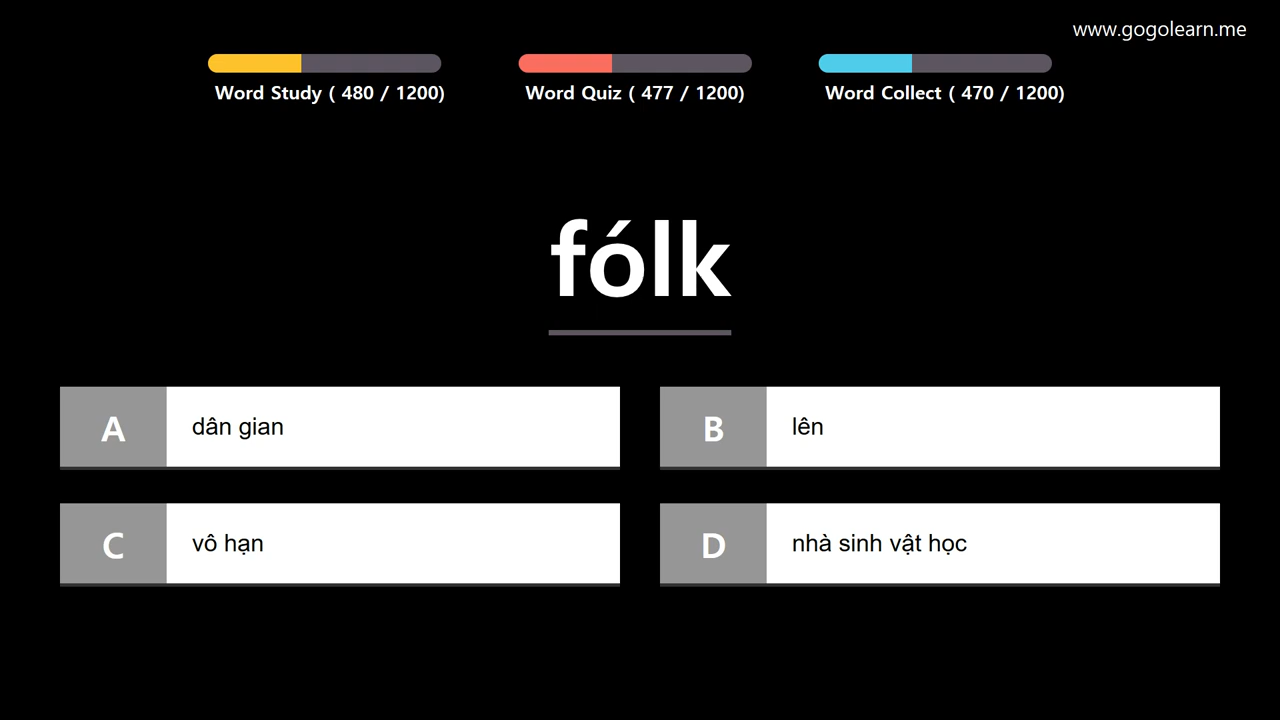 www.gogolearn.me
Word Study ( 480 / 1200)
Word Quiz ( 477 / 1200)
Word Collect ( 470 / 1200)
fólk
A dân gian
B lên
C vô hạn
D nhà sinh vật học